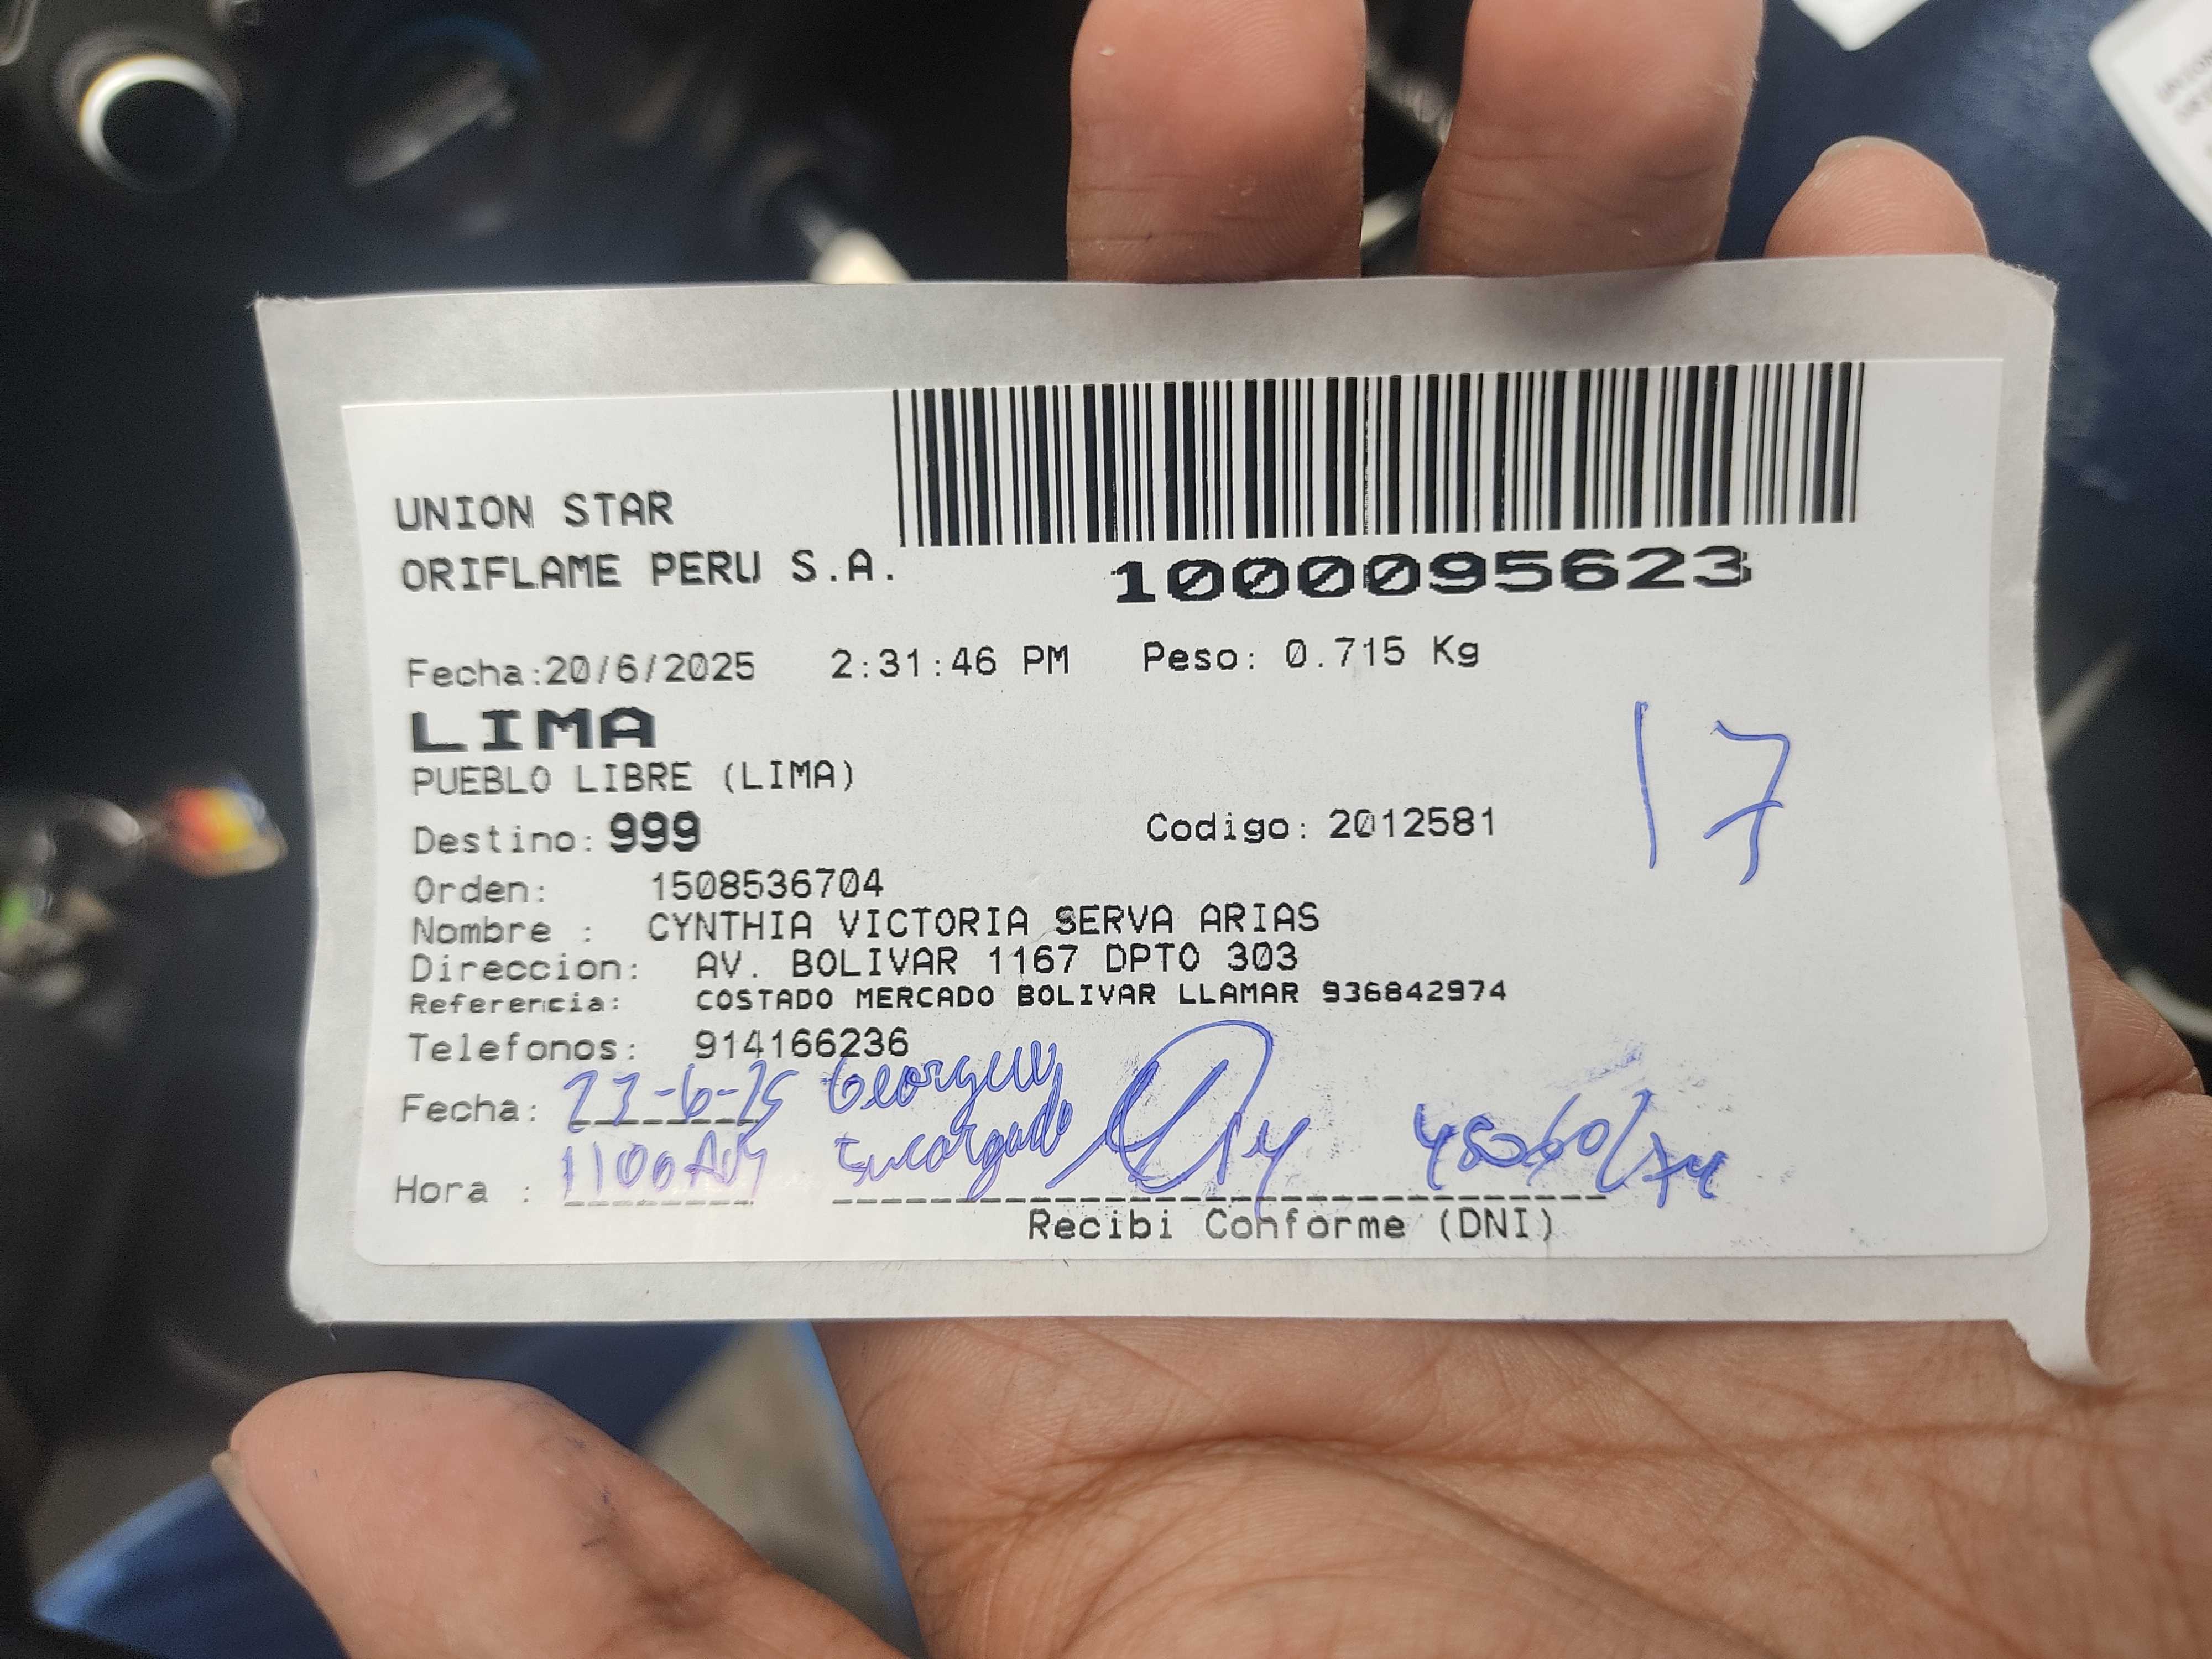 UNION STAR
ORIFLAME PERU S.A.
1000095623
Fecha:20/6/2025 2:31:46 PM Peso: 0.715 Kg
LIMA
PUEBLO LIBRE (LIMA)
17
Destino: 999 Codigo: 2012581
Orden: 1508536704
Nombre : CYNTHIA VICTORIA SERVA ARIAS
Direccion: AV. BOLIVAR 1167 DPTO 303
Referencia: COSTADO MERCADO BOLIVAR LLAMAR 936842974
Telefonos: 914166236
Fecha: 23-6-25
Hora : 1100AM Encargado
Recibi Conforme (DNI)